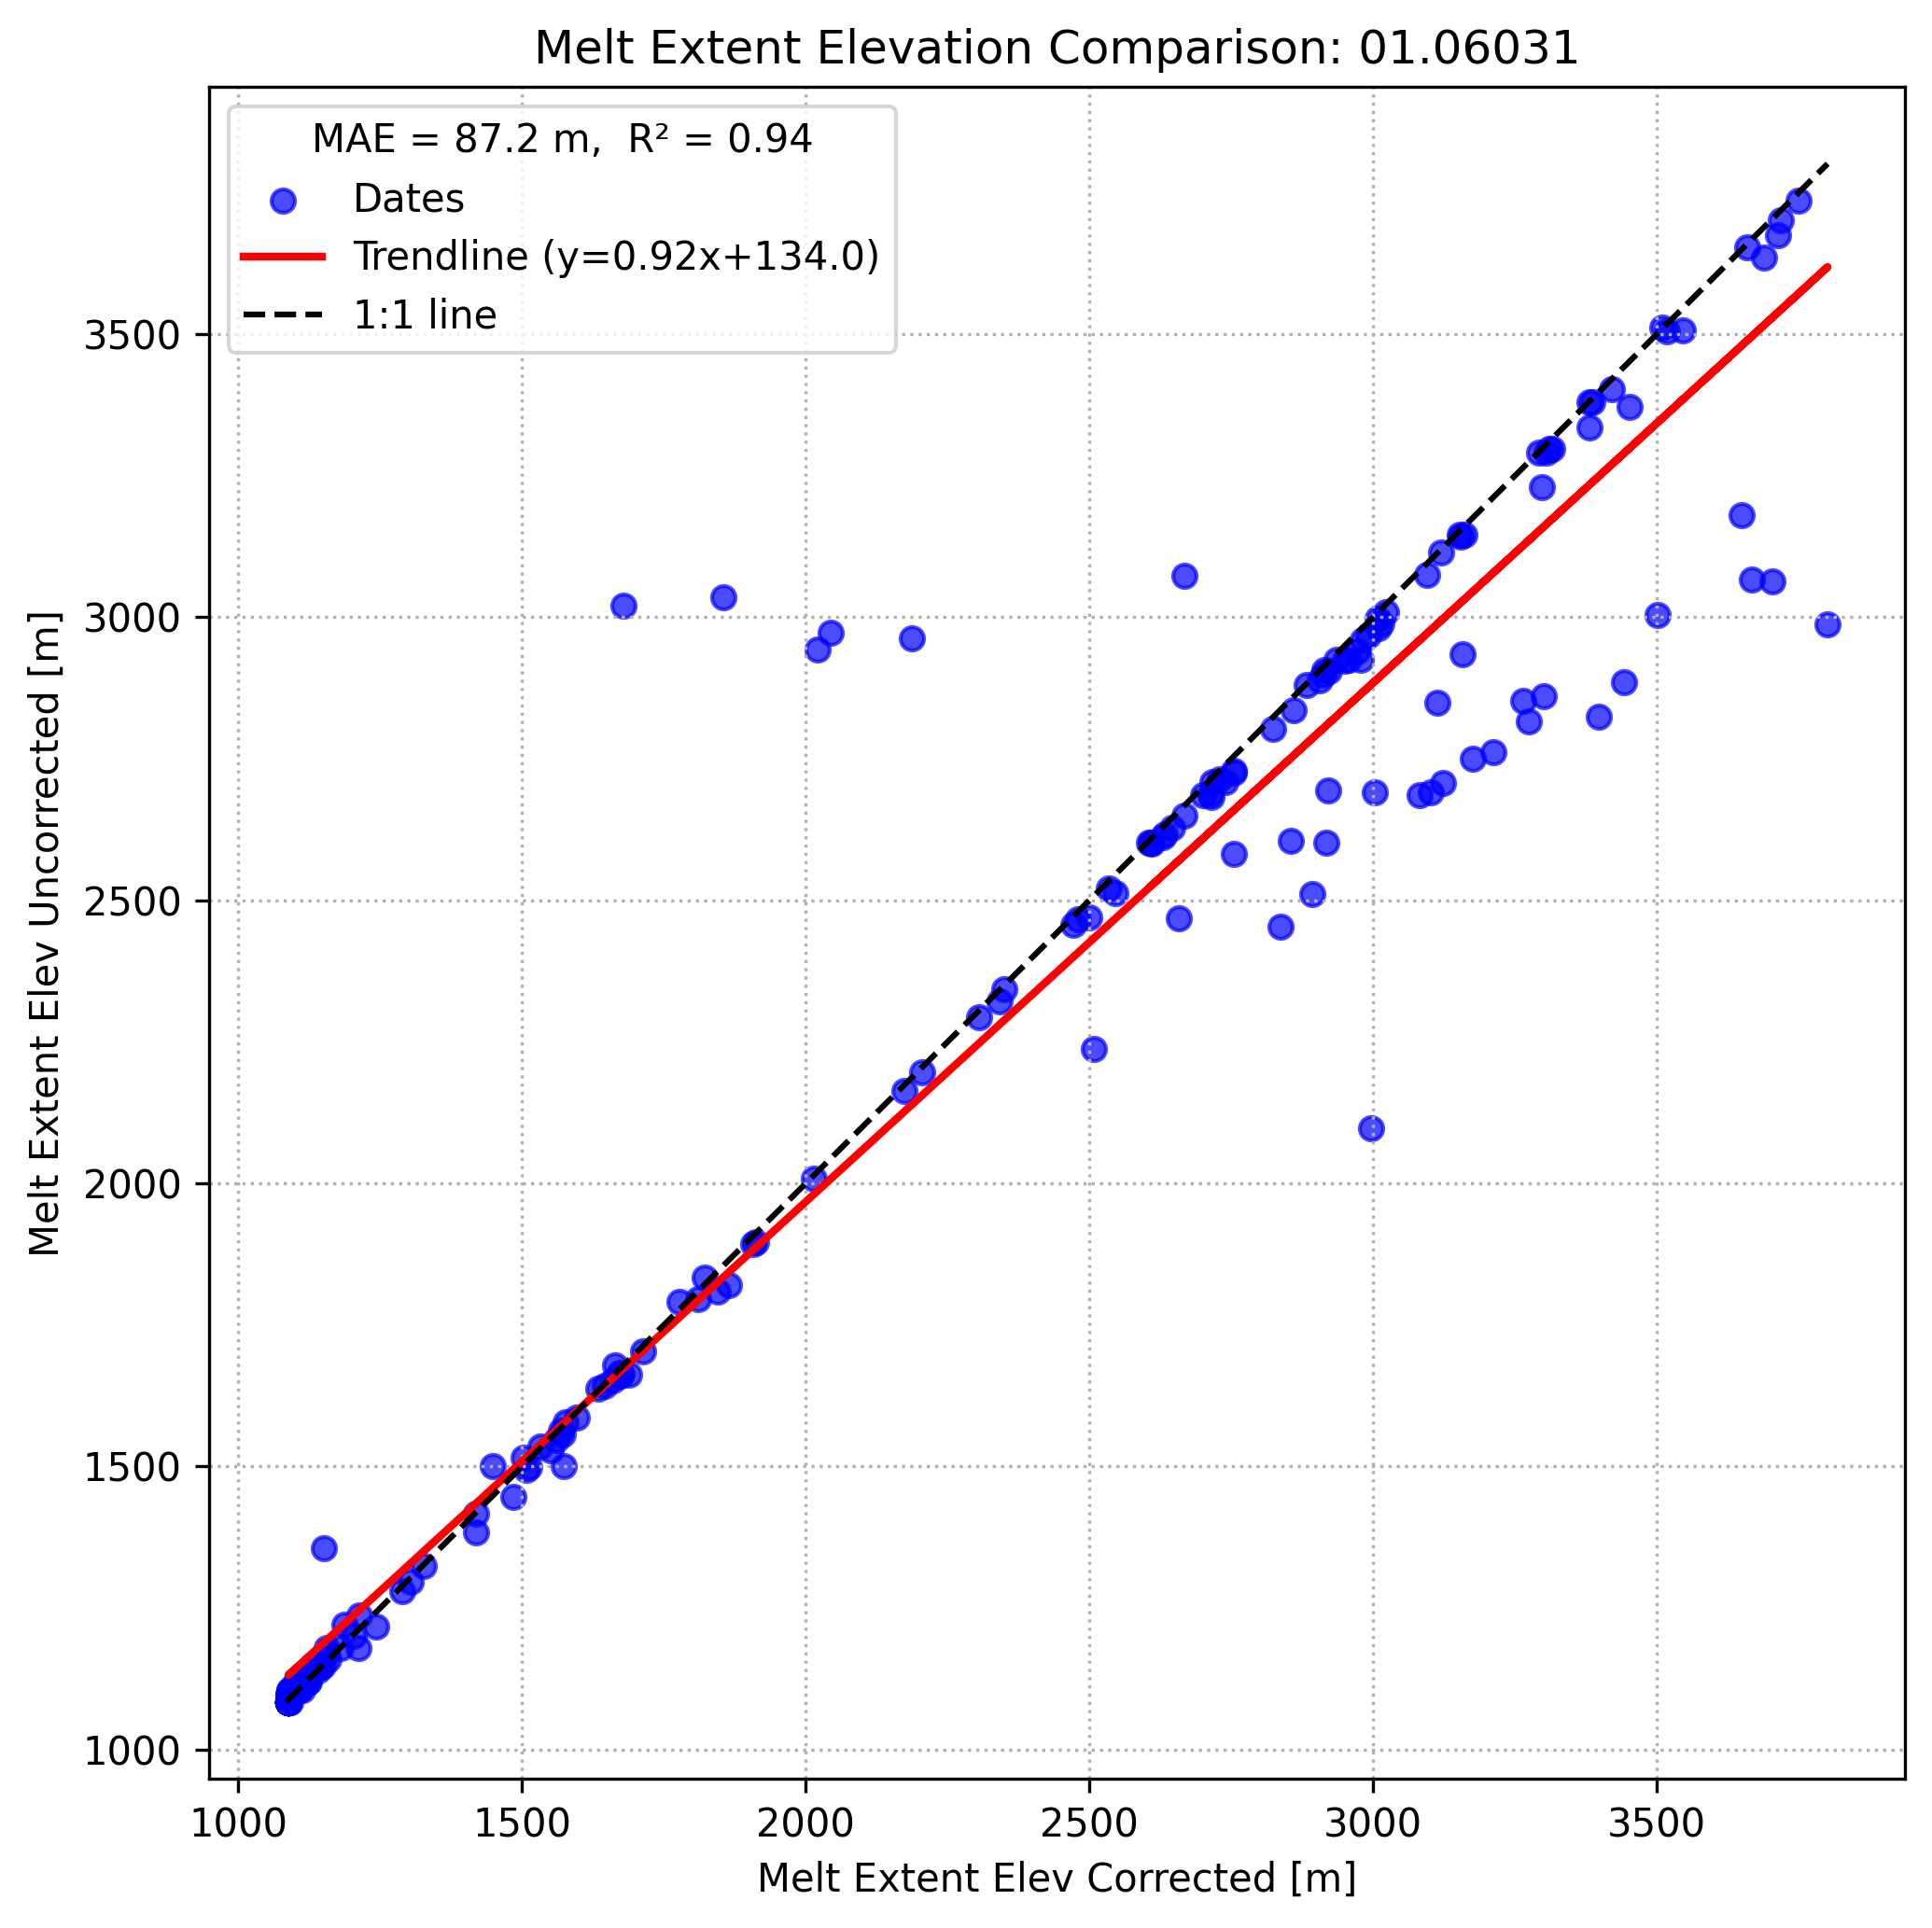 Melt Extent Elevation Comparison: 01.06031
MAE = 87.2 m,  R² = 0.94
Dates
Trendline (y=0.92x+134.0)
1:1 line
Melt Extent Elev Uncorrected [m]
3500
3000
2500
2000
1500
1000
1000 1500 2000 2500 3000 3500
Melt Extent Elev Corrected [m]